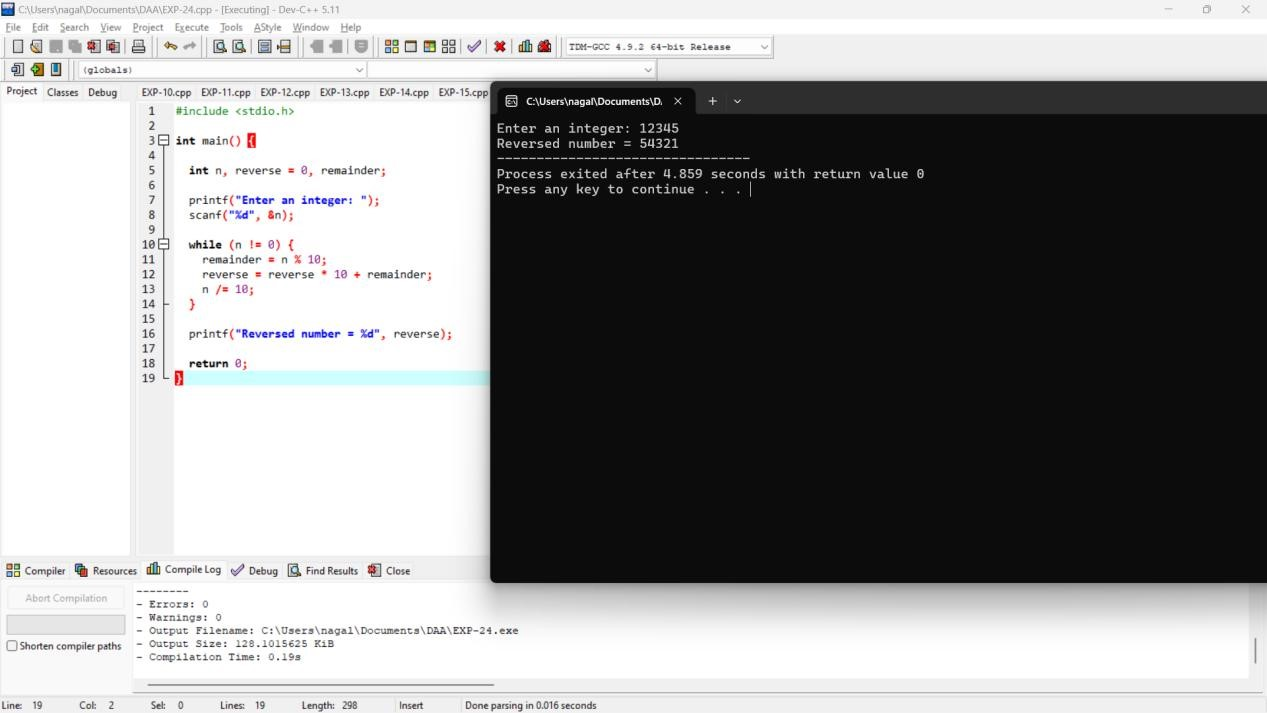 C:\Users\nagal\Documents\DAA\EXP-24.cpp - [Executing] - Dev-C++ 5.11
File Edit Search View Project Execute Tools AStyle Window Help
TDM-GCC 4.9.2 64-bit Release
(globals)
Project Classes Debug
EXP-10.cpp EXP-11.cpp EXP-12.cpp EXP-13.cpp EXP-14.cpp EXP-15.cpp
1 #include <stdio.h>
2
3 int main() {
4
5 int n, reverse = 0, remainder;
6
7 printf("Enter an integer: ");
8 scanf("%d", &n);
9
10 while (n != 0) {
11 remainder = n % 10;
12 reverse = reverse * 10 + remainder;
13 n /= 10;
14 }
15
16 printf("Reversed number = %d", reverse);
17
18 return 0;
19 }
C:\Users\nagal\Documents\D.
Enter an integer: 12345
Reversed number = 54321
--------------------------------
Process exited after 4.859 seconds with return value 0
Press any key to continue . . .
Compiler Resources Compile Log Debug Find Results Close
Abort Compilation
Shorten compiler paths
--------
- Errors: 0
- Warnings: 0
- Output Filename: C:\Users\nagal\Documents\DAA\EXP-24.exe
- Output Size: 128.1015625 KiB
- Compilation Time: 0.19s
Line: 19 Col: 2 Sel: 0 Lines: 19 Length: 298 Insert Done parsing in 0.016 seconds